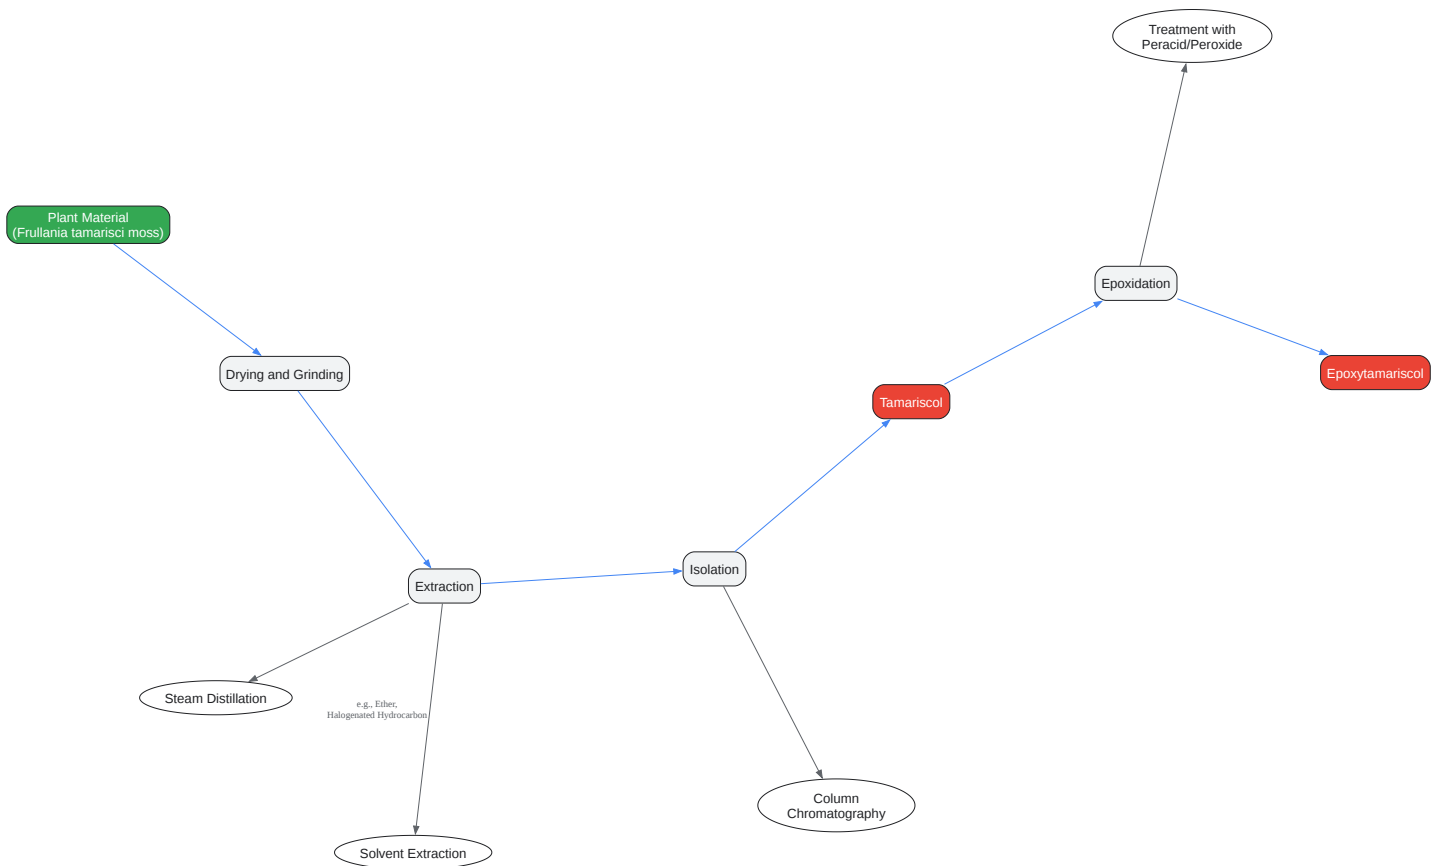 Treatment with
Peracid/Peroxide
Plant Material
(Frullania tamarisci moss)
Epoxidation
Drying and Grinding
Epoxytamariscol
Tamariscol
Extraction
Isolation
Steam Distillation
e.g., Ether,
Halogenated Hydrocarbon
Column
Chromatography
Solvent Extraction